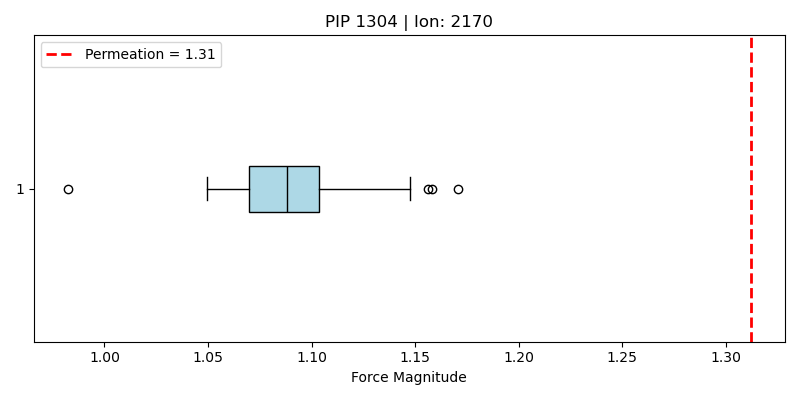 PIP 1304 | lon: 2170
Permeation = 1.31
1
1.00 1.05 1.10 1.15 1.20 1.25 1.30
Force Magnitude